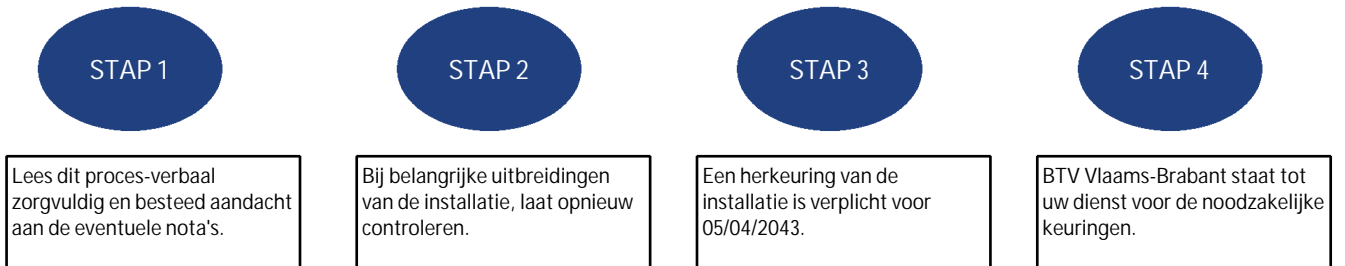 STAP 1
Lees dit proces-verbaal
zorgvuldig en besteed aandacht
aan de eventuele nota's.
STAP 2
Bij belangrijke uitbreidingen
van de installatie, laat opnieuw
controleren.
STAP 3
Een herkeuring van de
installatie is verplicht voor
05/04/2043.
STAP 4
BTV Vlaams-Brabant staat tot
uw dienst voor de noodzakelijke
keuringen.